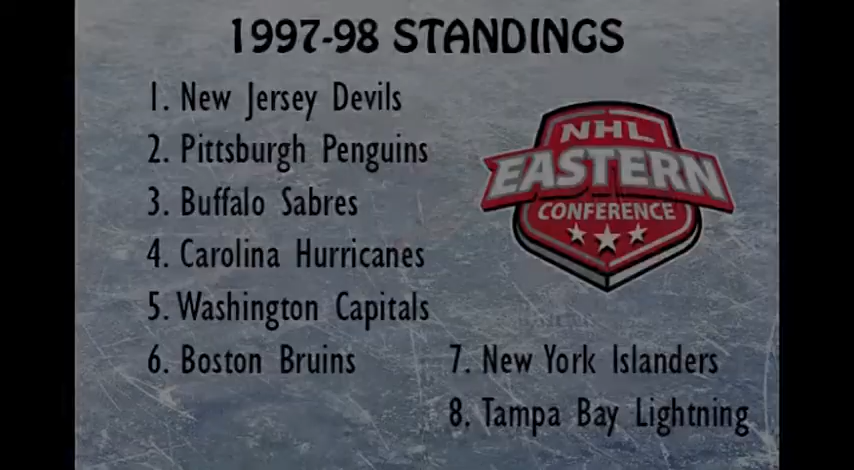 1997-98 STANDINGS
1. New Jersey Devils
2. Pittsburgh Penguins
3. Buffalo Sabres
4. Carolina Hurricanes
5. Washington Capitals
6. Boston Bruins
7. New York Islanders
8. Tampa Bay Lightning
NHL
EASTERN
CONFERENCE